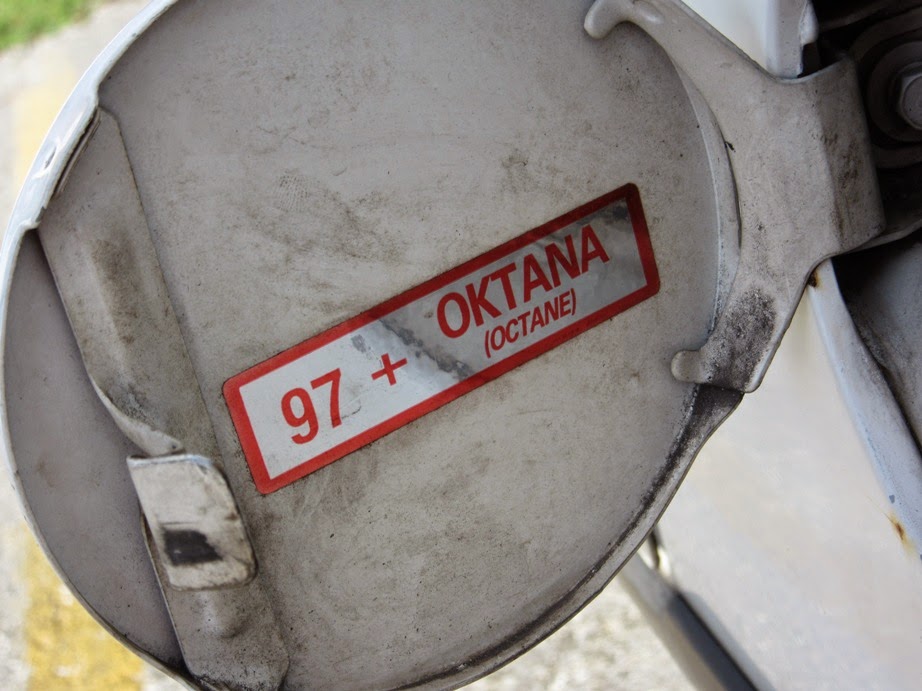 97 + OKTANA
(OCTANE)